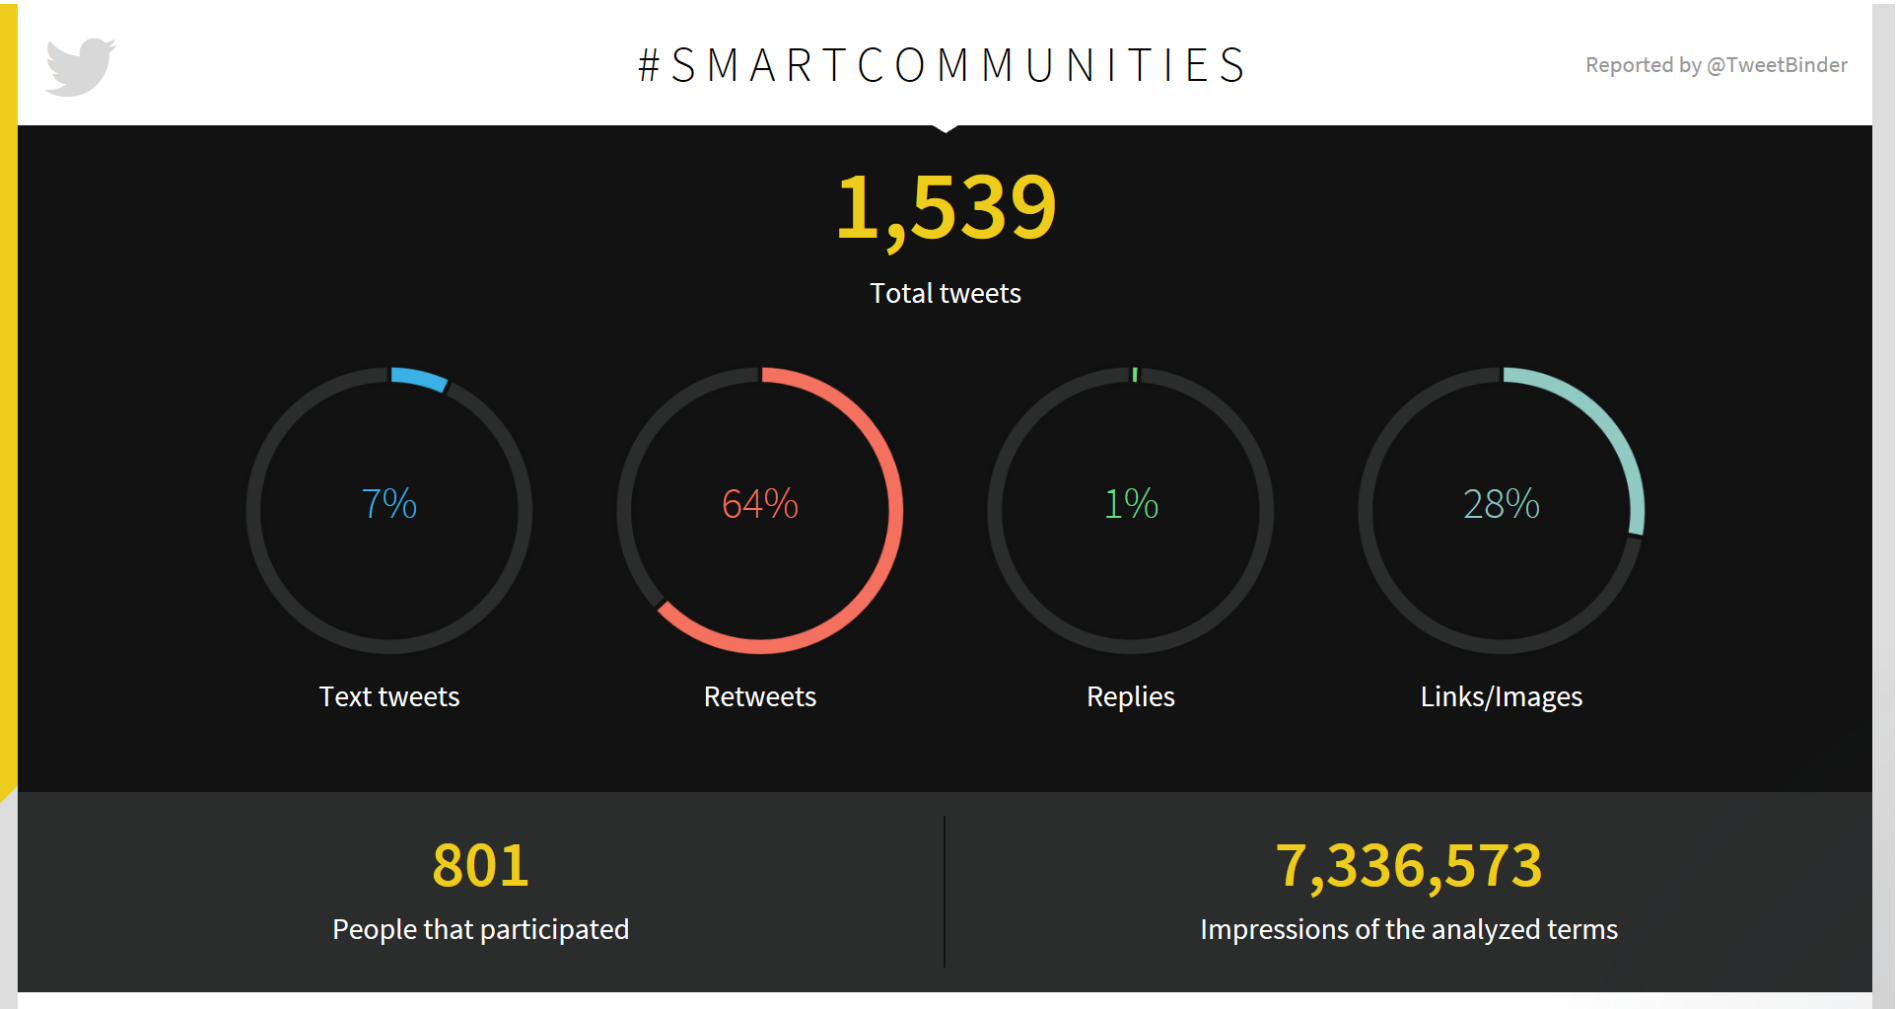 #SMARTCOMMUNITIES
Reported by @TweetBinder
1,539
Total tweets
7%
64%
1%
28%
Text tweets
Retweets
Replies
Links/Images
801
7,336,573
People that participated
Impressions of the analyzed terms